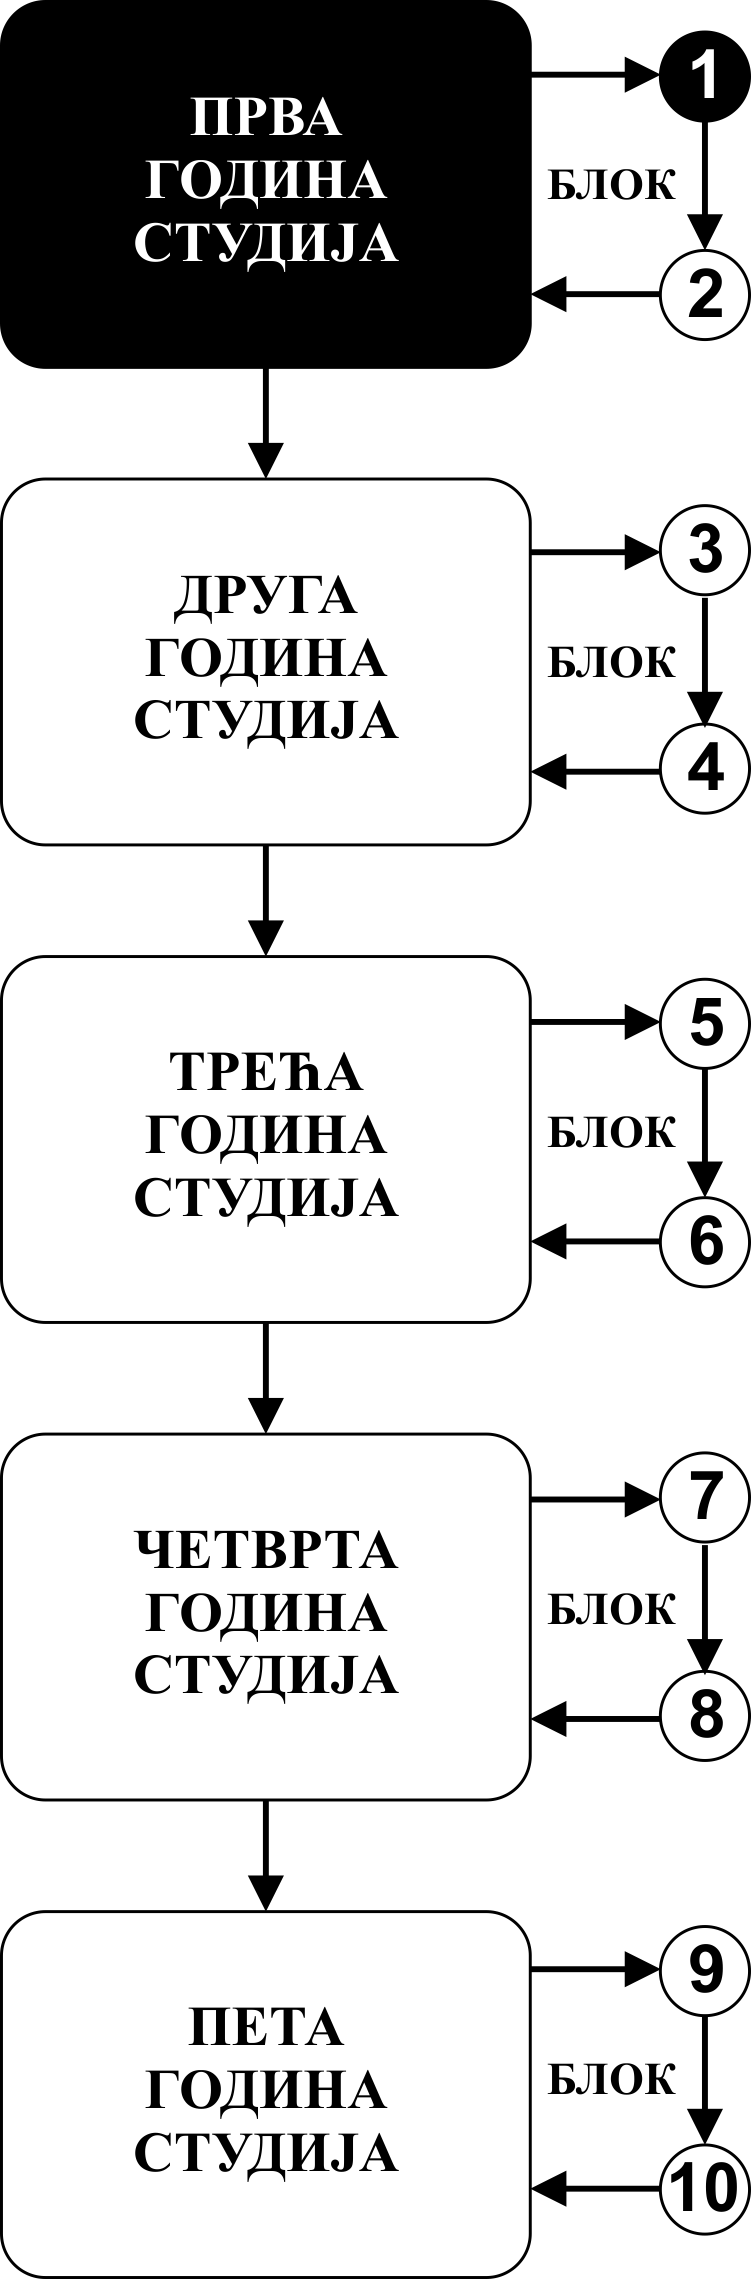 ПРВА
ГОДИНА
СТУДИЈА
1
БЛОК
2
ДРУГА
ГОДИНА
СТУДИЈА
3
БЛОК
4
ТРЕЋА
ГОДИНА
СТУДИЈА
5
БЛОК
6
ЧЕТВРТА
ГОДИНА
СТУДИЈА
7
БЛОК
8
ПЕТА
ГОДИНА
СТУДИЈА
9
БЛОК
10